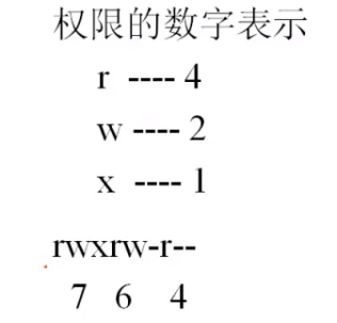 权限的数字表示
r ---- 4
w ---- 2
x ---- 1
rwxrw-r--
7 6 4